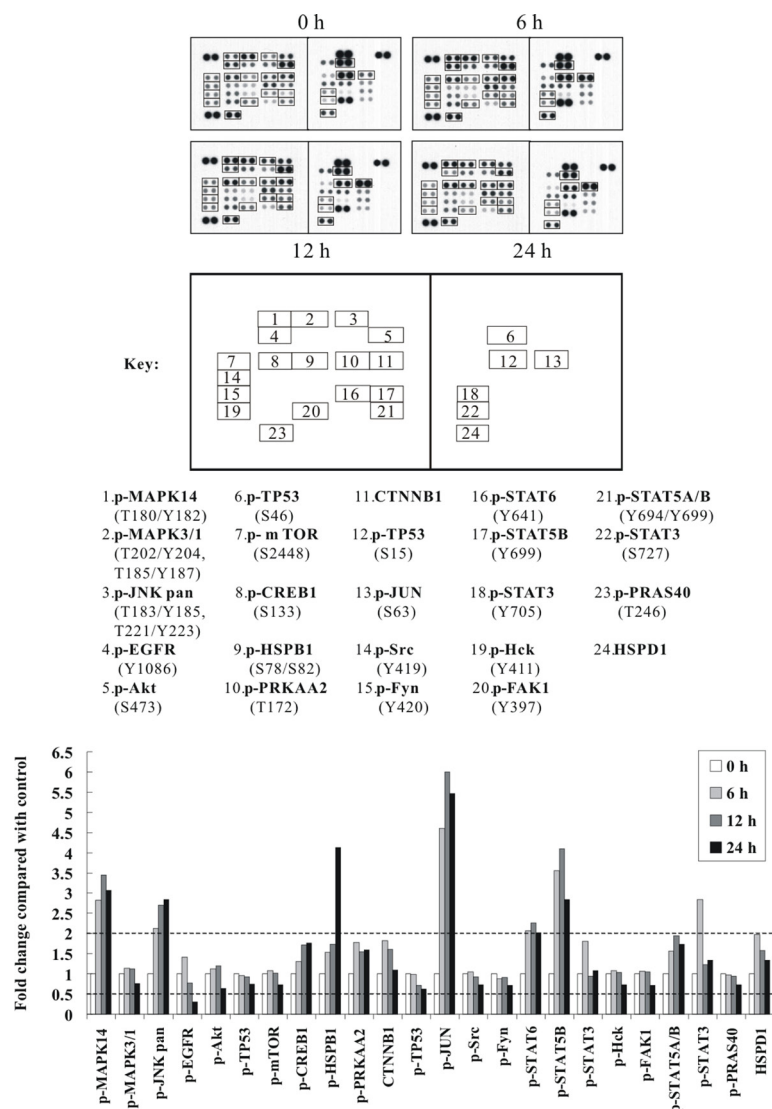 0 h 6 h
12 h 24 h
Key:
1 2 3
4 5
6
7 8 9 10 11
12 13
14
15 16 17
18
19 20 21
22
23
24
1.p-MAPK14 6.p-TP53 11.CTNNB1 16.p-STAT6 21.p-STAT5A/B
(T180/Y182) (S46) (Y641) (Y694/Y699)
2.p-MAPK3/1 7.p- mTOR 12.p-TP53 17.p-STAT5B 22.p-STAT3
(T202/Y204, (S2448) (S15) (Y699) (S727)
T185/Y187)
3.p-JNK pan 8.p-CREB1 13.p-JUN 18.p-STAT3 23.p-PRAS40
(T183/Y185, (S133) (S63) (Y705) (T246)
T221/Y223)
4.p-EGFR 9.p-HSPB1 14.p-Src 19.p-Hck 24.HSPD1
(Y1086) (S78/S82) (Y419) (Y411)
5.p-Akt 10.p-PRKAA2 15.p-Fyn 20.p-FAK1
(S473) (T172) (Y420) (Y397)
Fold change compared with control
6.5
6
5.5
5
4.5
4
3.5
3
2.5
2
1.5
1
0.5
0
0 h
6 h
12 h
24 h
p-MAPK14
p-MAPK3/1
p-JNK pan
p-EGFR
p-Akt
p-TP53
p-mTOR
p-CREB1
p-HSPB1
p-PRKAA2
CTNNB1
p-TP53
p-JUN
p-Src
p-Fyn
p-STAT6
p-STAT5B
p-STAT3
p-Hck
p-FAK1
p-STAT5A/B
p-STAT3
p-PRAS40
HSPD1